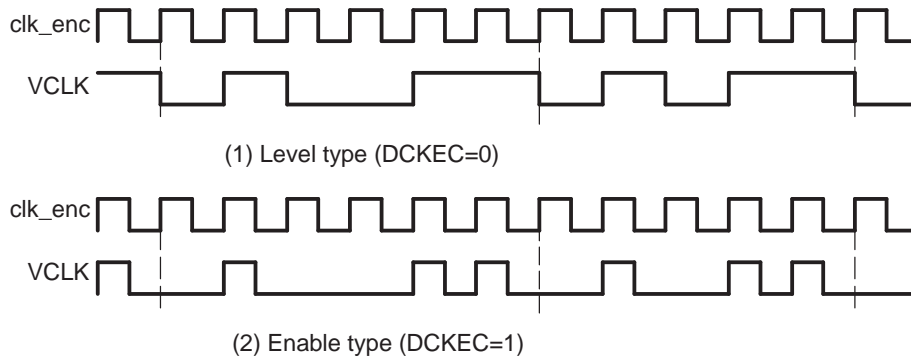 clk_enc
VCLK
(1) Level type (DCKEC=0)
clk_enc
VCLK
(2) Enable type (DCKEC=1)